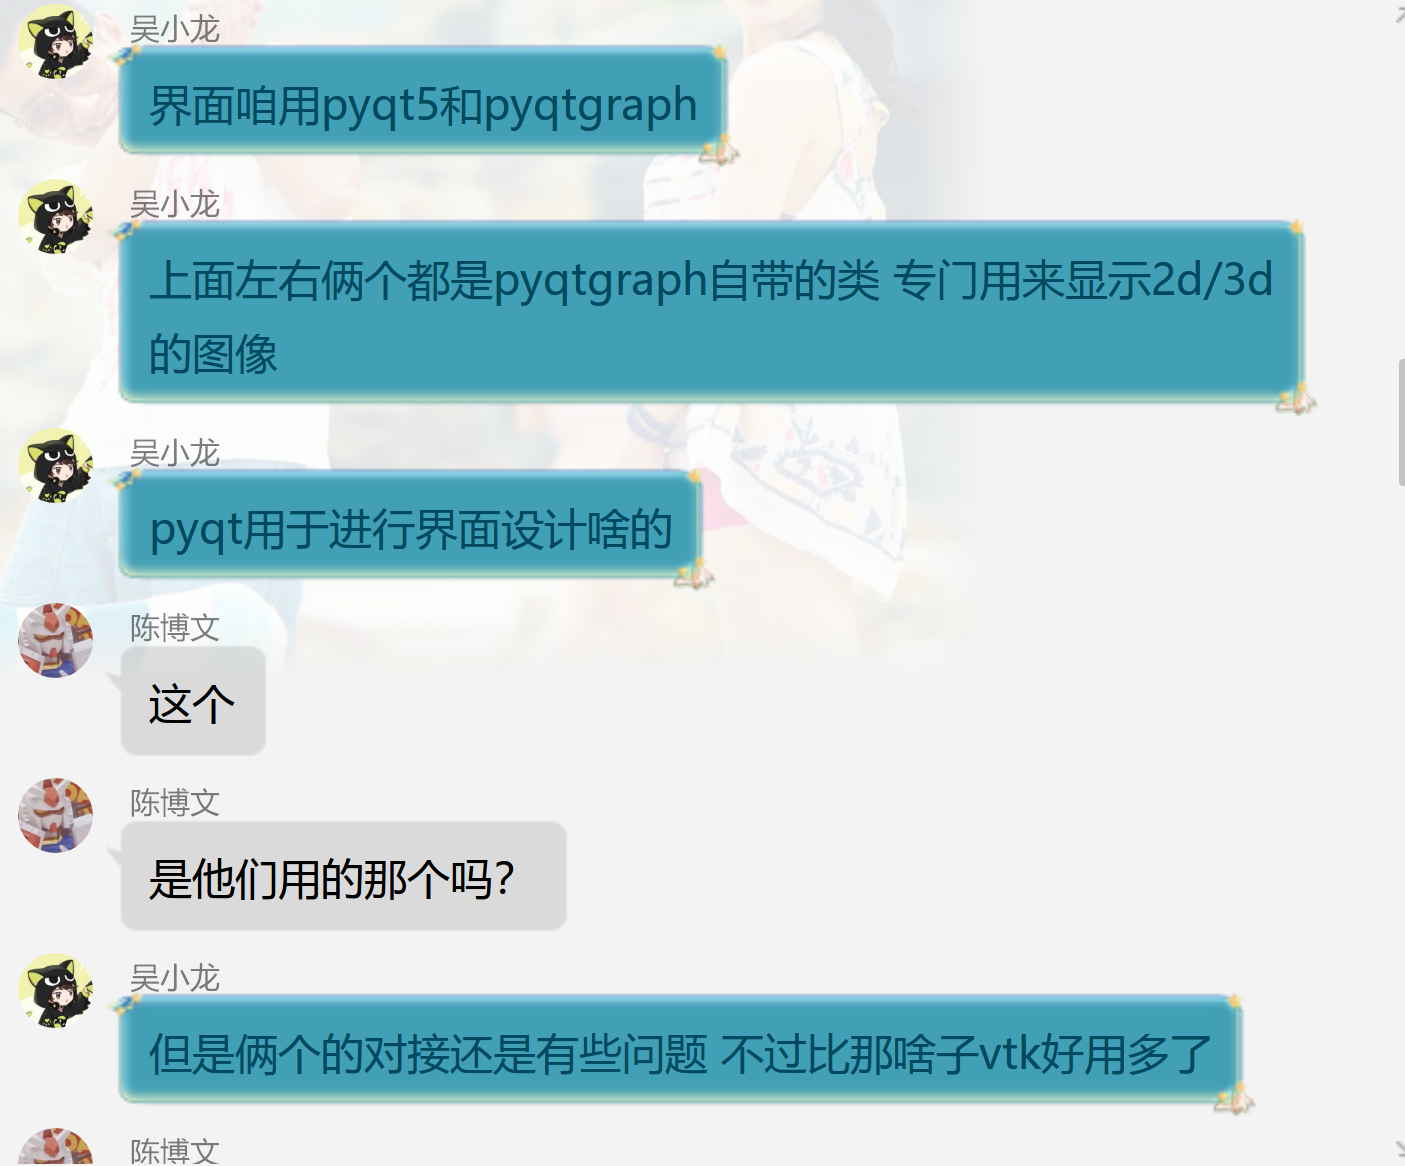 吴小龙
界面咱用pyqt5和pyqtgraph
吴小龙
上面左右俩个都是pyqtgraph自带的类 专门用来显示2d/3d
的图像
吴小龙
pyqt用于进行界面设计啥的
陈博文
这个
陈博文
是他们用的那个吗？
吴小龙
但是俩个的对接还是有些问题 不过比那啥子vtk好用多了
陈博文